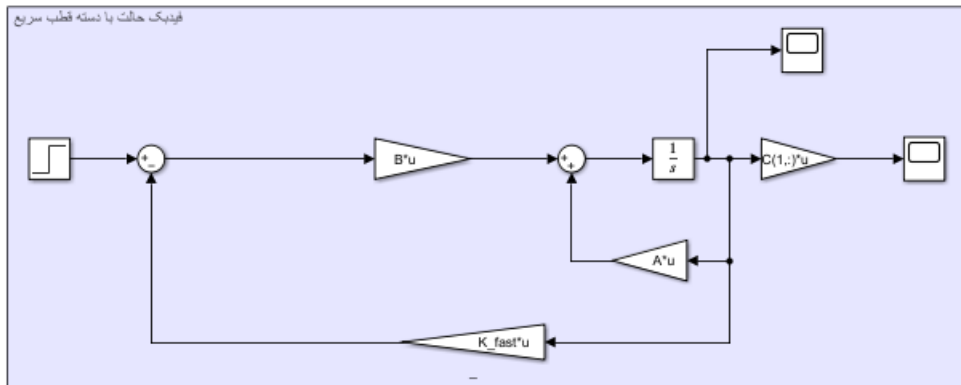 فیدبک حالت با دسته قطب سریع
+
−
B*u
+
+
1
s
C(1,:)*u
A*u
K_fast*u